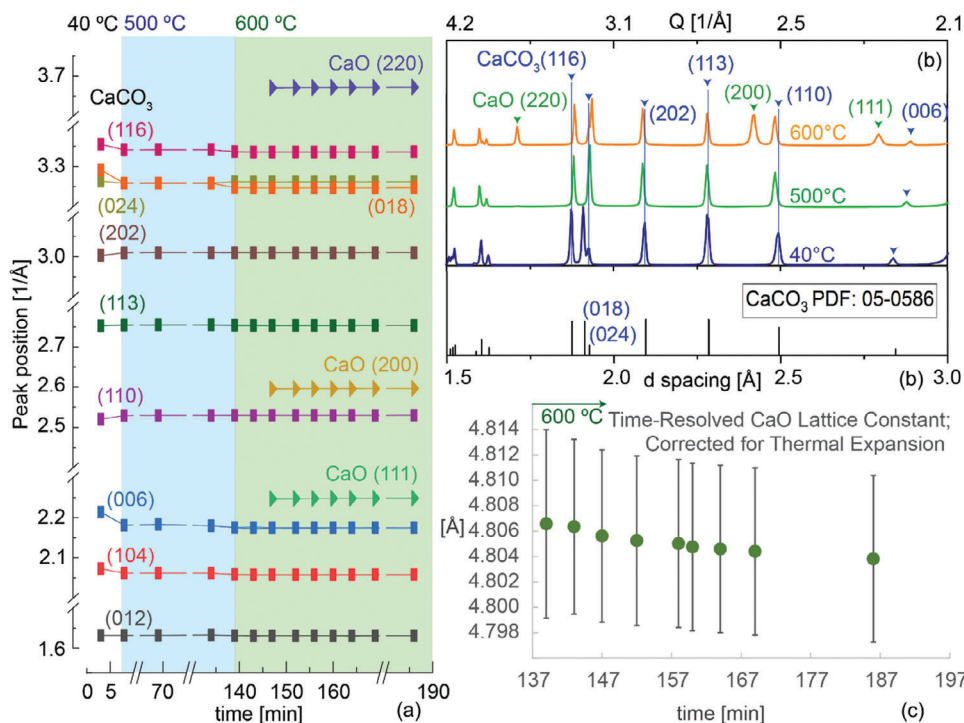 40 ºC 500 ºC 600 ºC
3.7
3.3
3.0
2.7
2.6
2.5
2.2
2.1
1.6
Peak position [1/Å]
CaO (220)
CaCO3
(116)
(024)
(018)
(202)
(113)
CaO (200)
(110)
CaO (111)
(006)
(104)
(012)
0 5 70 140 150 160 190
time [min] (a)
4.2 3.1 Q [1/Å] 2.5 2.1
CaCO3(116) (113) (b)
CaO (220) (202) (200) (110) (111) (006)
600°C
500°C
40°C
CaCO3 PDF: 05-0586
(018)
(024)
1.5 2.0 2.5 3.0
d spacing [Å] (b)
600 ºC
Time-Resolved CaO Lattice Constant;
Corrected for Thermal Expansion
4.814
4.812
4.810
4.808
4.806
4.804
4.802
4.800
4.798
[Å]
137 147 157 167 177 187 197
time [min] (c)